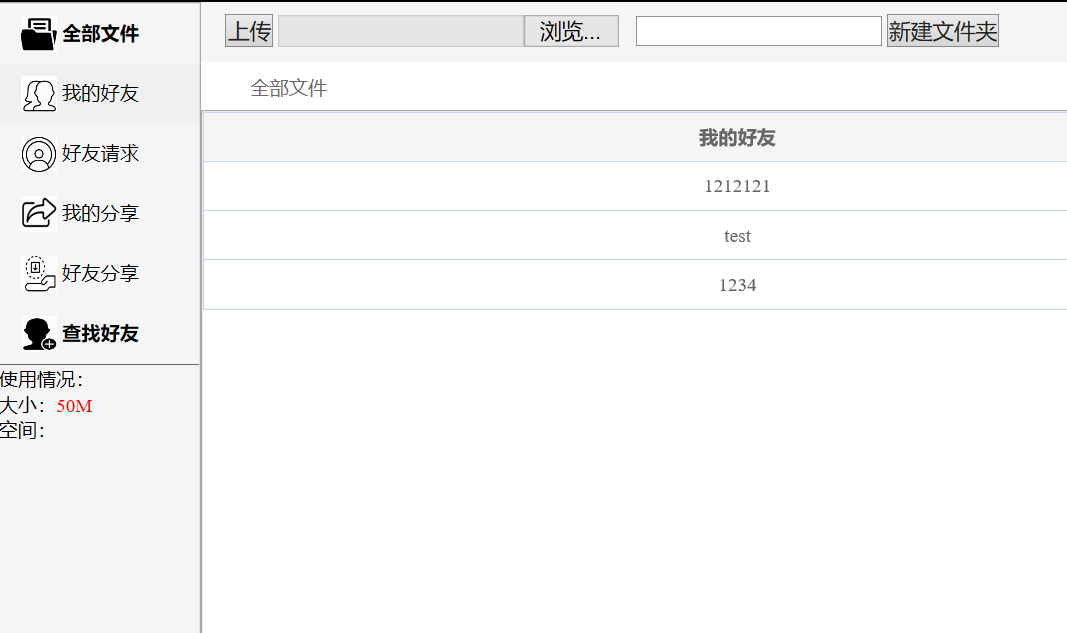 全部文件
我的好友
好友请求
我的分享
好友分享
查找好友
使用情况：
大小：50M
空间：
上传 浏览... 新建文件夹
全部文件
我的好友
1212121
test
1234